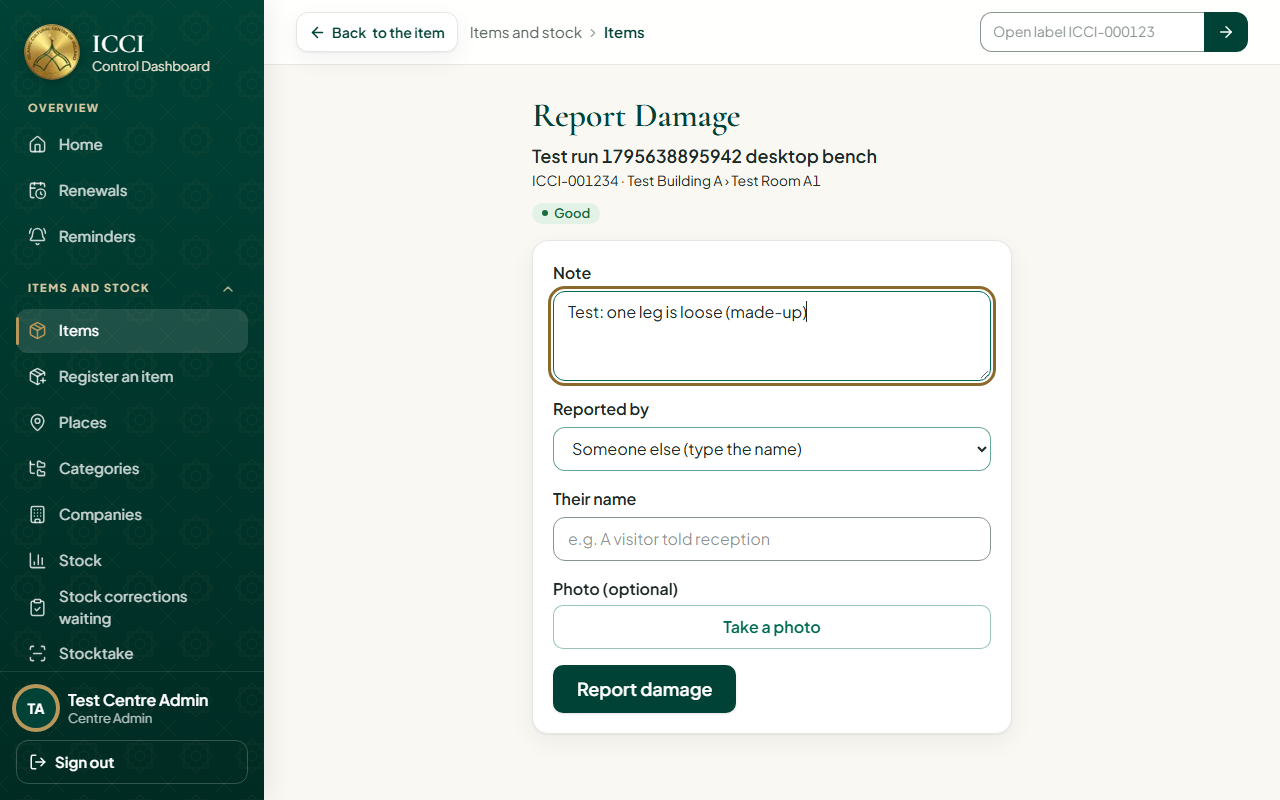 ICCI
Control Dashboard
OVERVIEW
Home
Renewals
Reminders
ITEMS AND STOCK
Items
Register an item
Places
Categories
Companies
Stock
Stock corrections
waiting
Stocktake
TA
Test Centre Admin
Centre Admin
Sign out
Back to the item
Items and stock › Items
Open label ICCI-000123
Report Damage
Test run 1795638895942 desktop bench
ICCI-001234 · Test Building A › Test Room A1
Good
Note
Test: one leg is loose (made-up)
Reported by
Someone else (type the name)
Their name
e.g. A visitor told reception
Photo (optional)
Take a photo
Report damage